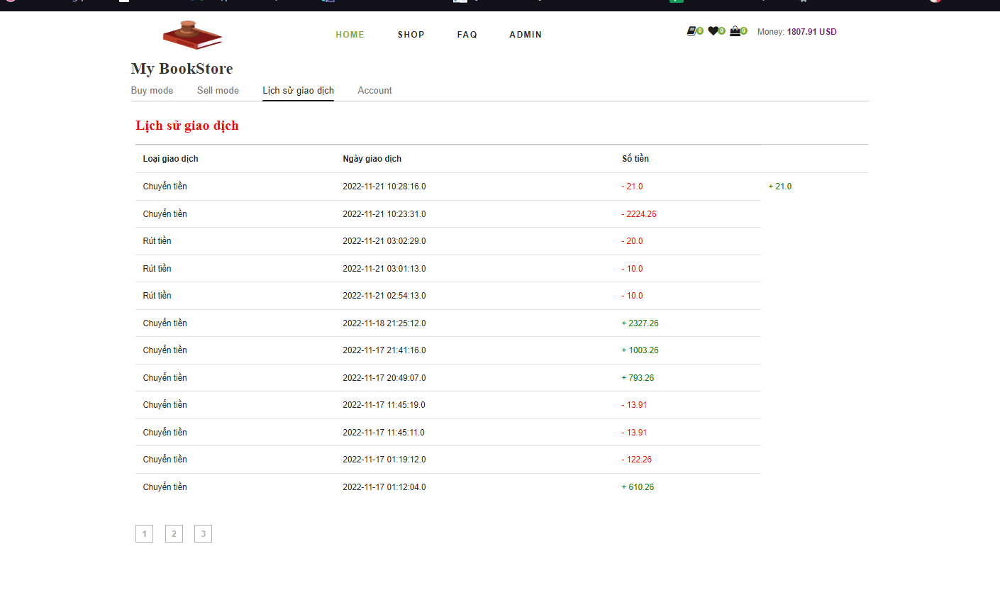 HOME SHOP FAQ ADMIN 0 0 0 Money: 1807.91 USD
My BookStore
Buy mode Sell mode Lịch sử giao dịch Account
Lịch sử giao dịch
Loại giao dịch Ngày giao dịch Số tiền
Chuyển tiền 2022-11-21 10:28:16.0 - 21.0 + 21.0
Chuyển tiền 2022-11-21 10:23:31.0 - 2224.26
Rút tiền 2022-11-21 03:02:29.0 - 20.0
Rút tiền 2022-11-21 03:01:13.0 - 10.0
Rút tiền 2022-11-21 02:54:13.0 - 10.0
Chuyển tiền 2022-11-18 21:25:12.0 + 2327.26
Chuyển tiền 2022-11-17 21:41:16.0 + 1003.26
Chuyển tiền 2022-11-17 20:49:07.0 + 793.26
Chuyển tiền 2022-11-17 11:45:19.0 - 13.91
Chuyển tiền 2022-11-17 11:45:11.0 - 13.91
Chuyển tiền 2022-11-17 01:19:12.0 - 122.26
Chuyển tiền 2022-11-17 01:12:04.0 + 610.26
1 2 3